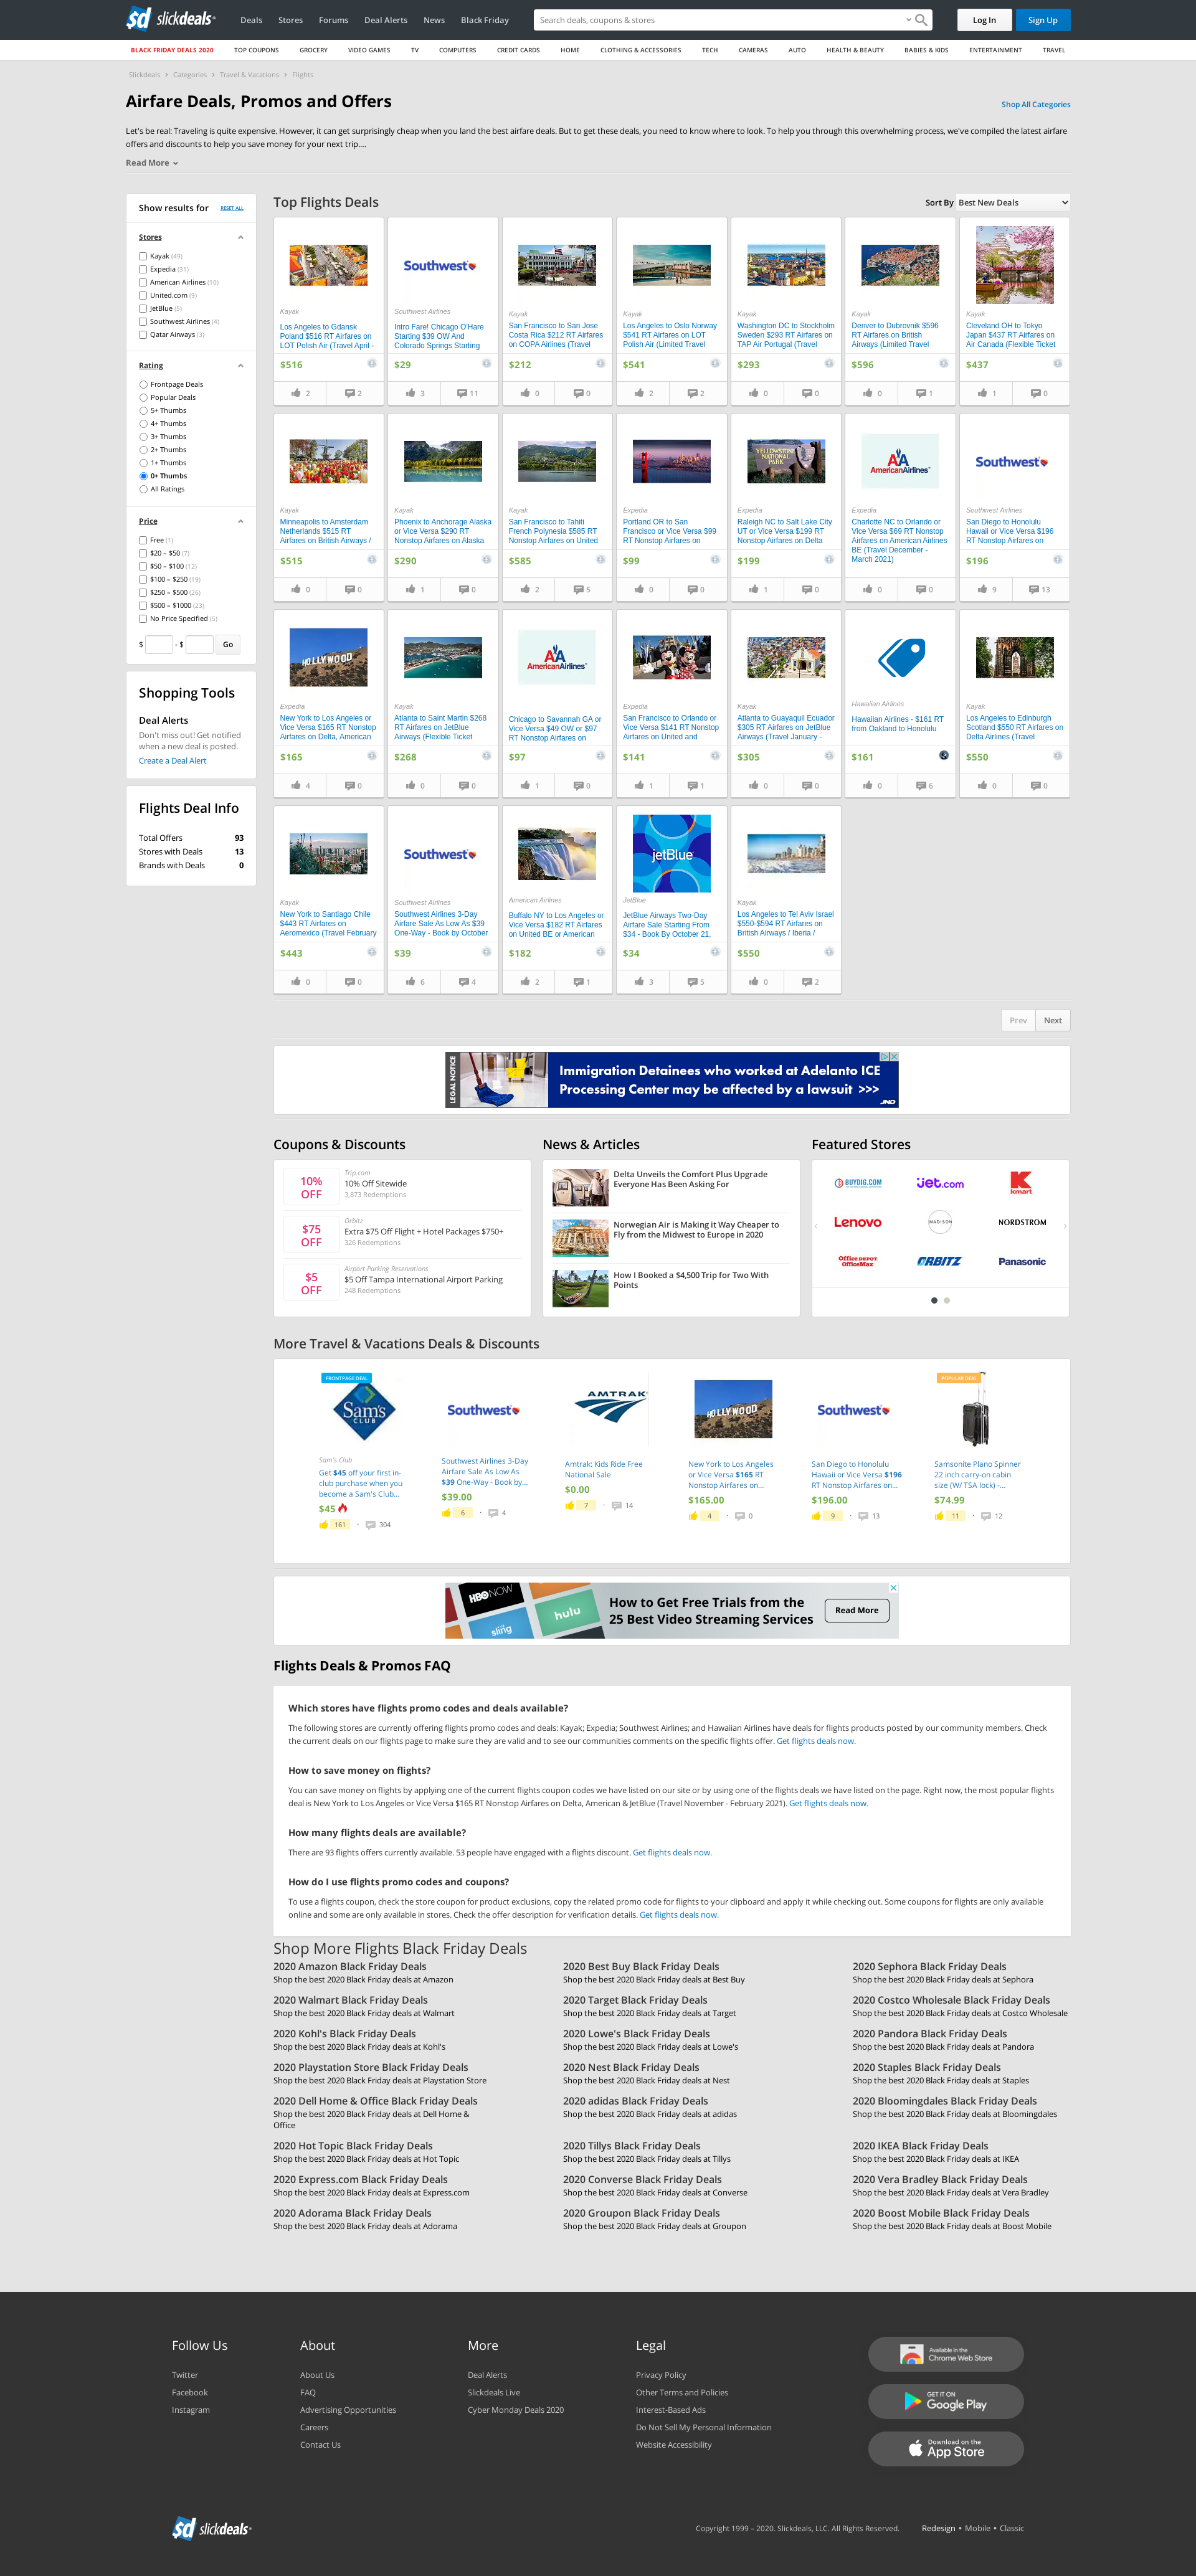 slickdeals
Deals
Stores
Forums
Deal Alerts
News
Black Friday
Search deals, coupons & stores
Log In
Sign Up
BLACK FRIDAY DEALS 2020
TOP COUPONS
GROCERY
VIDEO GAMES
TV
COMPUTERS
CREDIT CARDS
HOME
CLOTHING & ACCESSORIES
TECH
CAMERAS
AUTO
HEALTH & BEAUTY
BABIES & KIDS
ENTERTAINMENT
TRAVEL
Slickdeals > Categories > Travel & Vacations > Flights
Airfare Deals, Promos and Offers
Shop All Categories
Let's be real: Traveling is quite expensive. However, it can get surprisingly cheap when you land the best airfare deals. But to get these deals, you need to know where to look. To help you through this overwhelming process, we've compiled the latest airfare
offers and discounts to help you save money for your next trip....
Read More
Show results for
RESET ALL
Stores
Kayak (49)
Expedia (31)
American Airlines (10)
United.com (9)
JetBlue (5)
Southwest Airlines (4)
Qatar Airways (3)
Rating
Frontpage Deals
Popular Deals
5+ Thumbs
4+ Thumbs
3+ Thumbs
2+ Thumbs
1+ Thumbs
0+ Thumbs
All Ratings
Price
Free (1)
$20 – $50 (7)
$50 – $100 (12)
$100 – $250 (19)
$250 – $500 (26)
$500 – $1000 (23)
No Price Specified (5)
$ - $ Go
Shopping Tools
Deal Alerts
Don't miss out! Get notified
when a new deal is posted.
Create a Deal Alert
Flights Deal Info
Total Offers 93
Stores with Deals 13
Brands with Deals 0
Top Flights Deals
Sort By Best New Deals
Kayak
Los Angeles to Gdansk
Poland $516 RT Airfares on
LOT Polish Air (Travel April -
$516
2 2
Southwest
Southwest Airlines
Intro Fare! Chicago O'Hare
Starting $39 OW And
Colorado Springs Starting
$29
3 11
Kayak
San Francisco to San Jose
Costa Rica $212 RT Airfares
on COPA Airlines (Travel
$212
0 0
Kayak
Los Angeles to Oslo Norway
$541 RT Airfares on LOT
Polish Air (Limited Travel
$541
2 2
Kayak
Washington DC to Stockholm
Sweden $293 RT Airfares on
TAP Air Portugal (Travel
$293
0 0
Kayak
Denver to Dubrovnik $596
RT Airfares on British
Airways (Limited Travel
$596
0 1
Kayak
Cleveland OH to Tokyo
Japan $437 RT Airfares on
Air Canada (Flexible Ticket
$437
1 0
Kayak
Minneapolis to Amsterdam
Netherlands $515 RT
Airfares on British Airways /
$515
0 0
Kayak
Phoenix to Anchorage Alaska
or Vice Versa $290 RT
Nonstop Airfares on Alaska
$290
1 0
Kayak
San Francisco to Tahiti
French Polynesia $585 RT
Nonstop Airfares on United
$585
2 5
Expedia
Portland OR to San
Francisco or Vice Versa $99
RT Nonstop Airfares on
$99
0 0
YELLOWSTONE
NATIONAL
PARK
Expedia
Raleigh NC to Salt Lake City
UT or Vice Versa $199 RT
Nonstop Airfares on Delta
$199
1 0
AA
AmericanAirlines
Expedia
Charlotte NC to Orlando or
Vice Versa $69 RT Nonstop
Airfares on American Airlines
BE (Travel December -
March 2021)
0 0
Southwest
Southwest Airlines
San Diego to Honolulu
Hawaii or Vice Versa $196
RT Nonstop Airfares on
$196
9 13
HOLLYWOOD
Expedia
New York to Los Angeles or
Vice Versa $165 RT Nonstop
Airfares on Delta, American
$165
4 0
Kayak
Atlanta to Saint Martin $268
RT Airfares on JetBlue
Airways (Flexible Ticket
$268
0 0
AA
AmericanAirlines
Chicago to Savannah GA or
Vice Versa $49 OW or $97
RT Nonstop Airfares on
$97
1 0
Expedia
San Francisco to Orlando or
Vice Versa $141 RT Nonstop
Airfares on United and
$141
1 1
Kayak
Atlanta to Guayaquil Ecuador
$305 RT Airfares on JetBlue
Airways (Travel January -
$305
0 0
Hawaiian Airlines
Hawaiian Airlines - $161 RT
from Oakland to Honolulu
$161
0 6
Kayak
Los Angeles to Edinburgh
Scotland $550 RT Airfares on
Delta Airlines (Travel
$550
0 0
Kayak
New York to Santiago Chile
$443 RT Airfares on
Aeromexico (Travel February
$443
0 0
Southwest
Southwest Airlines
Southwest Airlines 3-Day
Airfare Sale As Low As $39
One-Way - Book by October
$39
6 4
American Airlines
Buffalo NY to Los Angeles or
Vice Versa $182 RT Airfares
on United BE or American
$182
2 1
jetBlue
JetBlue
JetBlue Airways Two-Day
Airfare Sale Starting From
$34 - Book By October 21,
$34
3 5
Kayak
Los Angeles to Tel Aviv Israel
$550-$594 RT Airfares on
British Airways / Iberia /
$550
0 2
Prev
Next
LEGAL NOTICE
Immigration Detainees who worked at Adelanto ICE
Processing Center may be affected by a lawsuit >>>
JND
Coupons & Discounts
10%
OFF
Trip.com
10% Off Sitewide
3,873 Redemptions
$75
OFF
Orbitz
Extra $75 Off Flight + Hotel Packages $750+
326 Redemptions
$5
OFF
Airport Parking Reservations
$5 Off Tampa International Airport Parking
248 Redemptions
News & Articles
Delta Unveils the Comfort Plus Upgrade
Everyone Has Been Asking For
Norwegian Air is Making it Way Cheaper to
Fly from the Midwest to Europe in 2020
How I Booked a $4,500 Trip for Two With
Points
Featured Stores
BUYDIG.COM
jet.com
kmart
Lenovo
MADISON
NORDSTROM
Office DEPOT
OfficeMax
ORBITZ
Panasonic
More Travel & Vacations Deals & Discounts
FRONTPAGE DEAL
Sam's
CLUB
Sam's Club
Get $45 off your first in-
club purchase when you
become a Sam's Club...
$45
161 · 304
Southwest
Southwest Airlines 3-Day
Airfare Sale As Low As
$39 One-Way - Book by...
$39.00
6 · 4
AMTRAK
Amtrak: Kids Ride Free
National Sale
$0.00
7 · 14
HOLLYWOOD
New York to Los Angeles
or Vice Versa $165 RT
Nonstop Airfares on...
$165.00
4 · 0
Southwest
San Diego to Honolulu
Hawaii or Vice Versa $196
RT Nonstop Airfares on...
$196.00
9 · 13
POPULAR DEAL
Samsonite Plano Spinner
22 inch carry-on cabin
size (W/ TSA lock) -...
$74.99
11 · 12
HBO NOW
hulu
sling
How to Get Free Trials from the
25 Best Video Streaming Services
Read More
Flights Deals & Promos FAQ
Which stores have flights promo codes and deals available?
The following stores are currently offering flights promo codes and deals: Kayak; Expedia; Southwest Airlines; and Hawaiian Airlines have deals for flights products posted by our community members. Check
the current deals on our flights page to make sure they are valid and to see our communities comments on the specific flights offer. Get flights deals now.
How to save money on flights?
You can save money on flights by applying one of the current flights coupon codes we have listed on our site or by using one of the flights deals we have listed on the page. Right now, the most popular flights
deal is New York to Los Angeles or Vice Versa $165 RT Nonstop Airfares on Delta, American & JetBlue (Travel November - February 2021). Get flights deals now.
How many flights deals are available?
There are 93 flights offers currently available. 53 people have engaged with a flights discount. Get flights deals now.
How do I use flights promo codes and coupons?
To use a flights coupon, check the store coupon for product exclusions, copy the related promo code for flights to your clipboard and apply it while checking out. Some coupons for flights are only available
online and some are only available in stores. Check the offer description for verification details. Get flights deals now.
Shop More Flights Black Friday Deals
2020 Amazon Black Friday Deals
Shop the best 2020 Black Friday deals at Amazon
2020 Best Buy Black Friday Deals
Shop the best 2020 Black Friday deals at Best Buy
2020 Sephora Black Friday Deals
Shop the best 2020 Black Friday deals at Sephora
2020 Walmart Black Friday Deals
Shop the best 2020 Black Friday deals at Walmart
2020 Target Black Friday Deals
Shop the best 2020 Black Friday deals at Target
2020 Costco Wholesale Black Friday Deals
Shop the best 2020 Black Friday deals at Costco Wholesale
2020 Kohl's Black Friday Deals
Shop the best 2020 Black Friday deals at Kohl's
2020 Lowe's Black Friday Deals
Shop the best 2020 Black Friday deals at Lowe's
2020 Pandora Black Friday Deals
Shop the best 2020 Black Friday deals at Pandora
2020 Playstation Store Black Friday Deals
Shop the best 2020 Black Friday deals at Playstation Store
2020 Nest Black Friday Deals
Shop the best 2020 Black Friday deals at Nest
2020 Staples Black Friday Deals
Shop the best 2020 Black Friday deals at Staples
2020 Dell Home & Office Black Friday Deals
Shop the best 2020 Black Friday deals at Dell Home &
Office
2020 adidas Black Friday Deals
Shop the best 2020 Black Friday deals at adidas
2020 Bloomingdales Black Friday Deals
Shop the best 2020 Black Friday deals at Bloomingdales
2020 Hot Topic Black Friday Deals
Shop the best 2020 Black Friday deals at Hot Topic
2020 Tillys Black Friday Deals
Shop the best 2020 Black Friday deals at Tillys
2020 IKEA Black Friday Deals
Shop the best 2020 Black Friday deals at IKEA
2020 Express.com Black Friday Deals
Shop the best 2020 Black Friday deals at Express.com
2020 Converse Black Friday Deals
Shop the best 2020 Black Friday deals at Converse
2020 Vera Bradley Black Friday Deals
Shop the best 2020 Black Friday deals at Vera Bradley
2020 Adorama Black Friday Deals
Shop the best 2020 Black Friday deals at Adorama
2020 Groupon Black Friday Deals
Shop the best 2020 Black Friday deals at Groupon
2020 Boost Mobile Black Friday Deals
Shop the best 2020 Black Friday deals at Boost Mobile
Follow Us
Twitter
Facebook
Instagram
About
About Us
FAQ
Advertising Opportunities
Careers
Contact Us
More
Deal Alerts
Slickdeals Live
Cyber Monday Deals 2020
Legal
Privacy Policy
Other Terms and Policies
Interest-Based Ads
Do Not Sell My Personal Information
Website Accessibility
Available in the
Chrome Web Store
GET IT ON
Google Play
Download on the
App Store
sd slickdeals
Copyright 1999 – 2020. Slickdeals, LLC. All Rights Reserved.
Redesign • Mobile • Classic